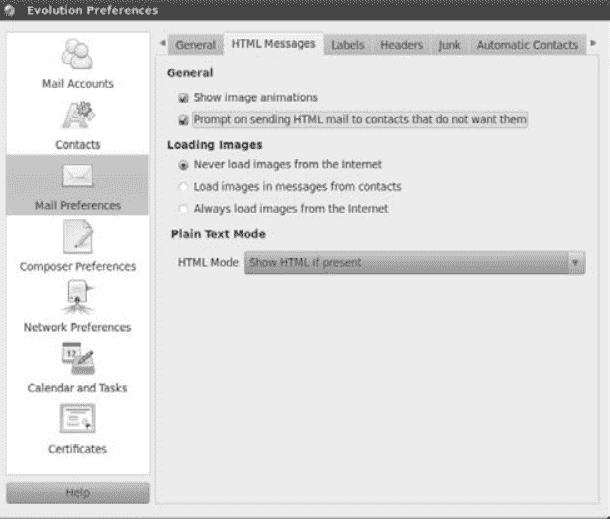 Evolution Preferences
Mail Accounts
Contacts
Mail Preferences
Composer Preferences
Network Preferences
12
Calendar and Tasks
Certificates
Help
General HTML Messages Labels Headers Junk Automatic Contacts
General
Show image animations
Prompt on sending HTML mail to contacts that do not want them
Loading Images
Never load images from the Internet
Load images in messages from contacts
Always load images from the Internet
Plain Text Mode
HTML Mode Show HTML if present